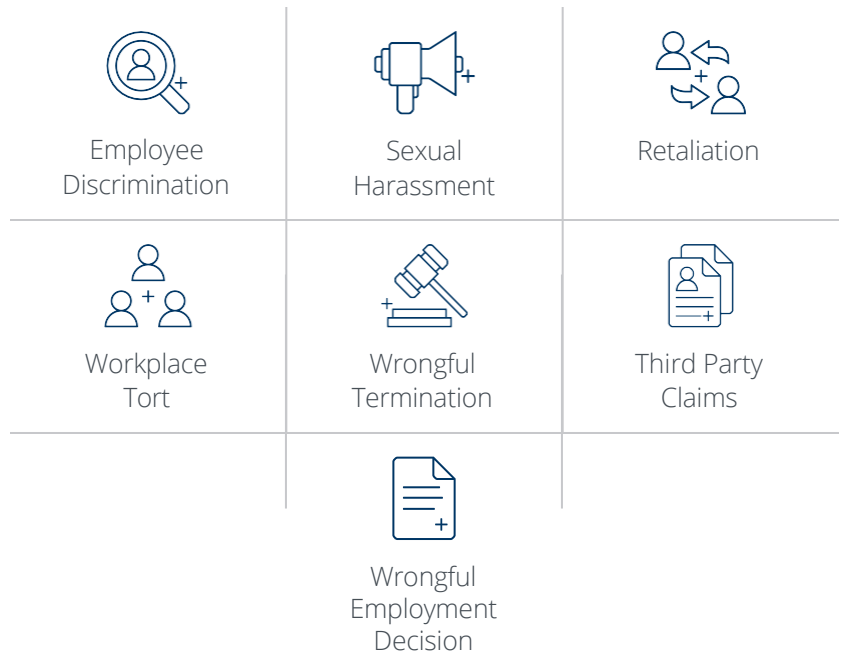 Employee
Discrimination
Sexual
Harassment
Retaliation
Workplace
Tort
Wrongful
Termination
Third Party
Claims
Wrongful
Employment
Decision